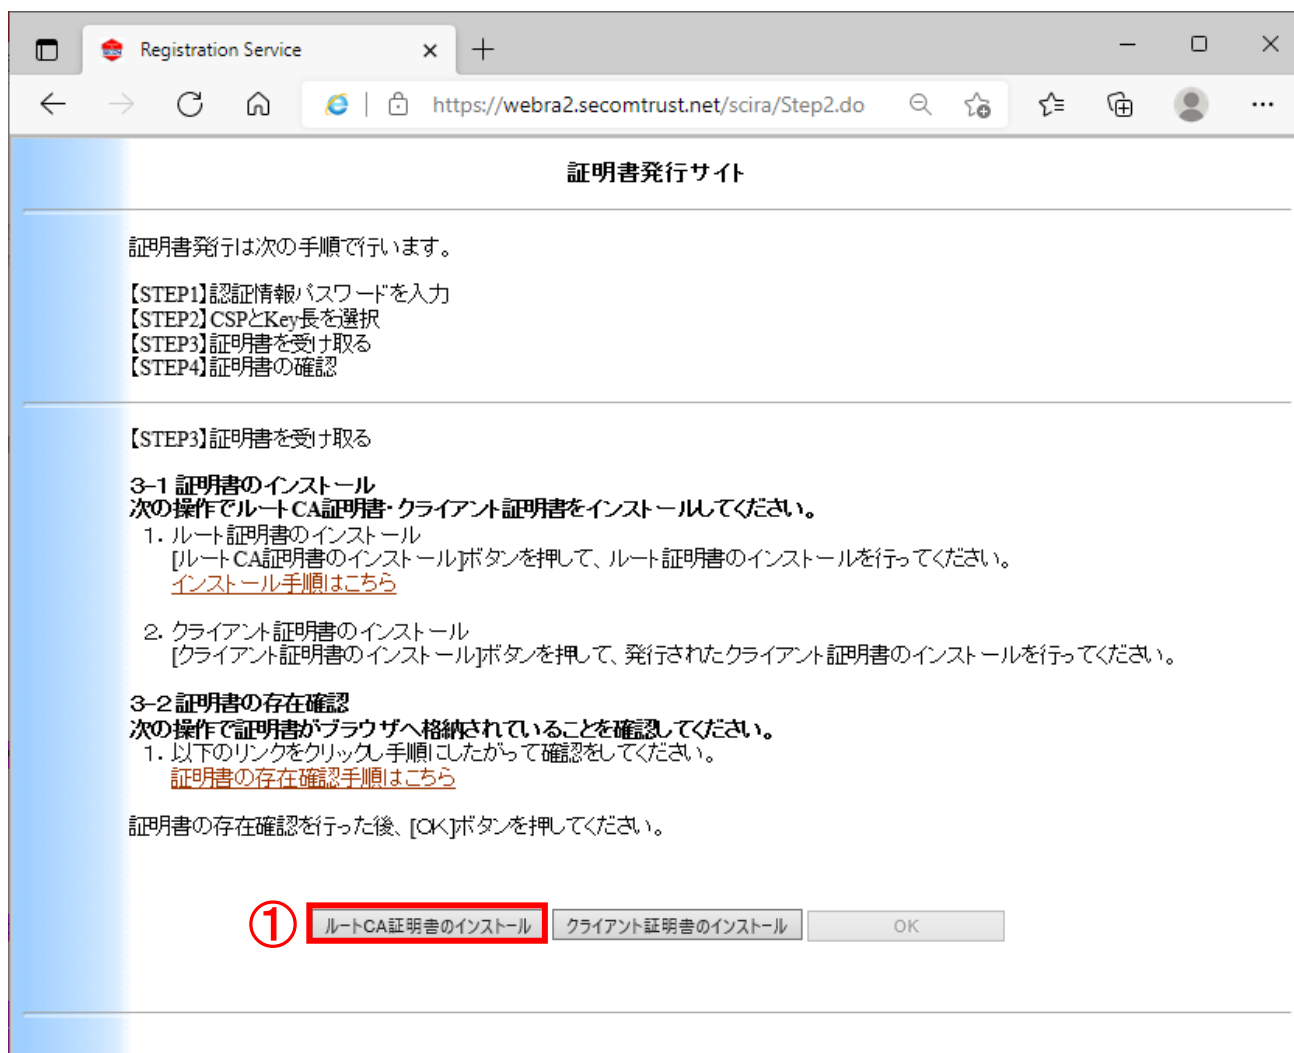 Registration Service
https://webra2.secomtrust.net/scira/Step2.do
証明書発行サイト
証明書発行は次の手順で行います。
【STEP1】認証情報パスワードを入力
【STEP2】CSPとKey長を選択
【STEP3】証明書を受け取る
【STEP4】証明書の確認
【STEP3】証明書を受け取る
3-1 証明書のインストール
次の操作でルートCA証明書・クライアント証明書をインストールしてください。
1. ルート証明書のインストール
[ルートCA証明書のインストール]ボタンを押して、ルート証明書のインストールを行ってください。
インストール手順はこちら
2. クライアント証明書のインストール
[クライアント証明書のインストール]ボタンを押して、発行されたクライアント証明書のインストールを行ってください。
3-2 証明書の存在確認
次の操作で証明書がブラウザへ格納されていることを確認してください。
1. 以下のリンクをクリックし手順にしたがって確認をしてください。
証明書の存在確認手順はこちら
証明書の存在確認を行った後、[OK]ボタンを押してください。
① ルートCA証明書のインストール クライアント証明書のインストール OK